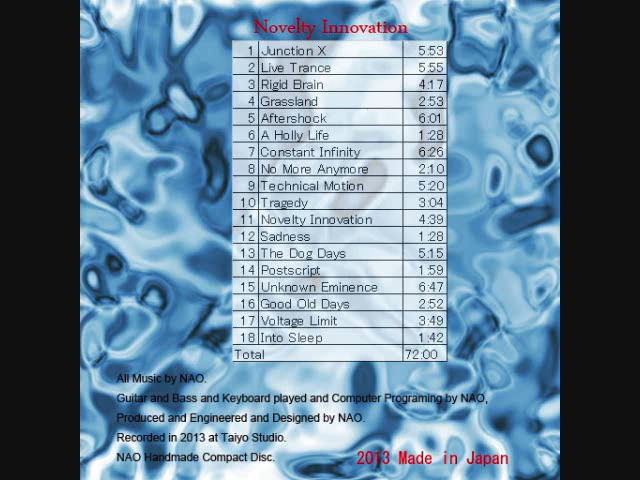 Novelty Innovation
1 Junction X 5:53
2 Live Trance 5:55
3 Rigid Brain 4:17
4 Grassland 2:53
5 Aftershock 6:01
6 A Holly Life 1:28
7 Constant Infinity 6:26
8 No More Anymore 2:10
9 Technical Motion 5:20
10 Tragedy 3:04
11 Novelty Innovation 4:39
12 Sadness 1:28
13 The Dog Days 5:15
14 Postscript 1:59
15 Unknown Eminence 6:47
16 Good Old Days 2:52
17 Voltage Limit 3:49
18 Into Sleep 1:42
Total 72:00
All Music by NAO.
Guitar and Bass and Keyboard played and Computer Programing by NAO,
Produced and Engineered and Designed by NAO.
Recorded in 2013 at Taiyo Studio.
NAO Handmade Compact Disc.
2013 Made in Japan